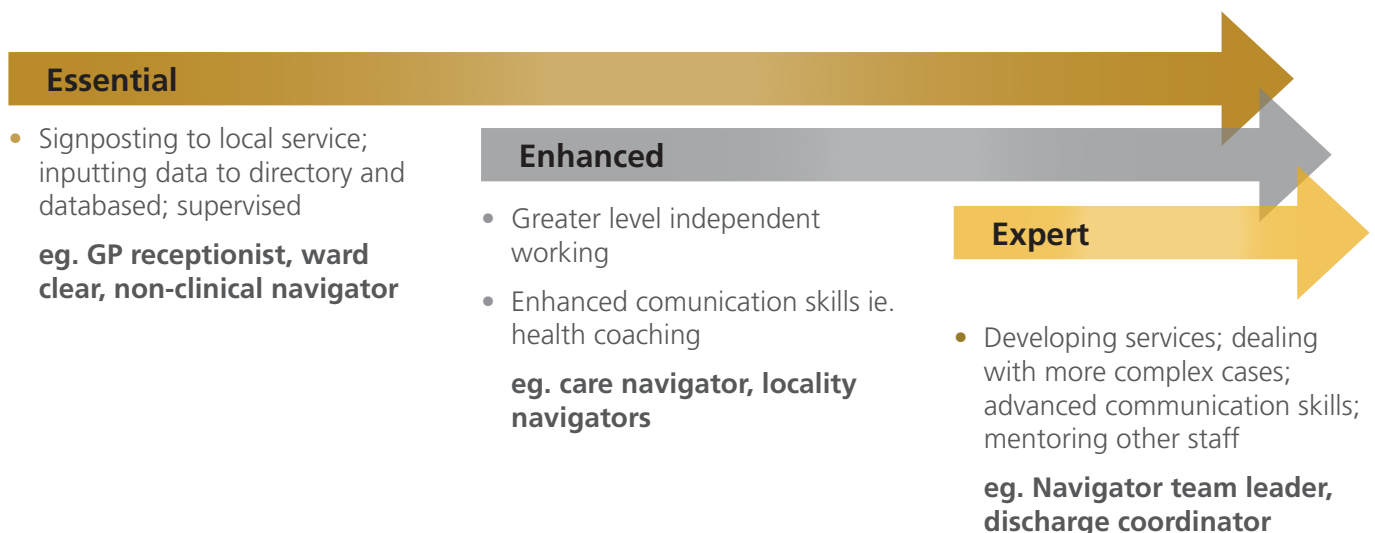 Essential
• Signposting to local service;
inputting data to directory and
databased; supervised
eg. GP receptionist, ward
clear, non-clinical navigator
Enhanced
• Greater level independent
working
• Enhanced comunication skills ie.
health coaching
eg. care navigator, locality
navigators
Expert
• Developing services; dealing
with more complex cases;
advanced communication skills;
mentoring other staff
eg. Navigator team leader,
discharge coordinator